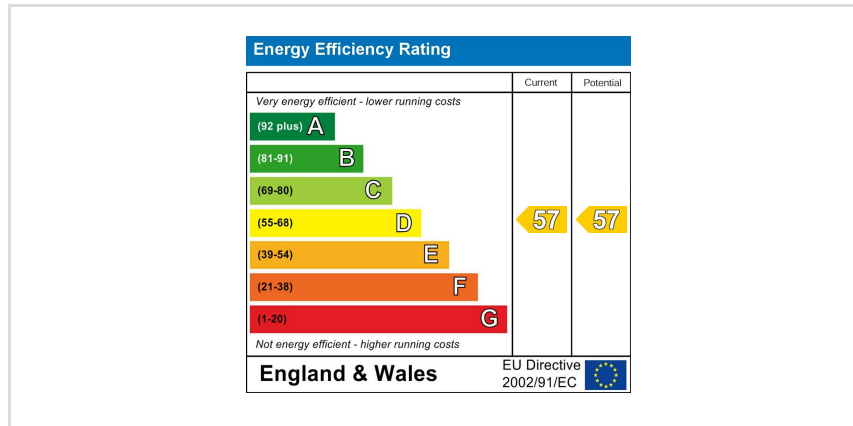 Energy Efficiency Rating
Current Potential
Very energy efficient - lower running costs
(92 plus) A
(81-91) B
(69-80) C
(55-68) D 57 57
(39-54) E
(21-38) F
(1-20) G
Not energy efficient - higher running costs
England & Wales
EU Directive
2002/91/EC